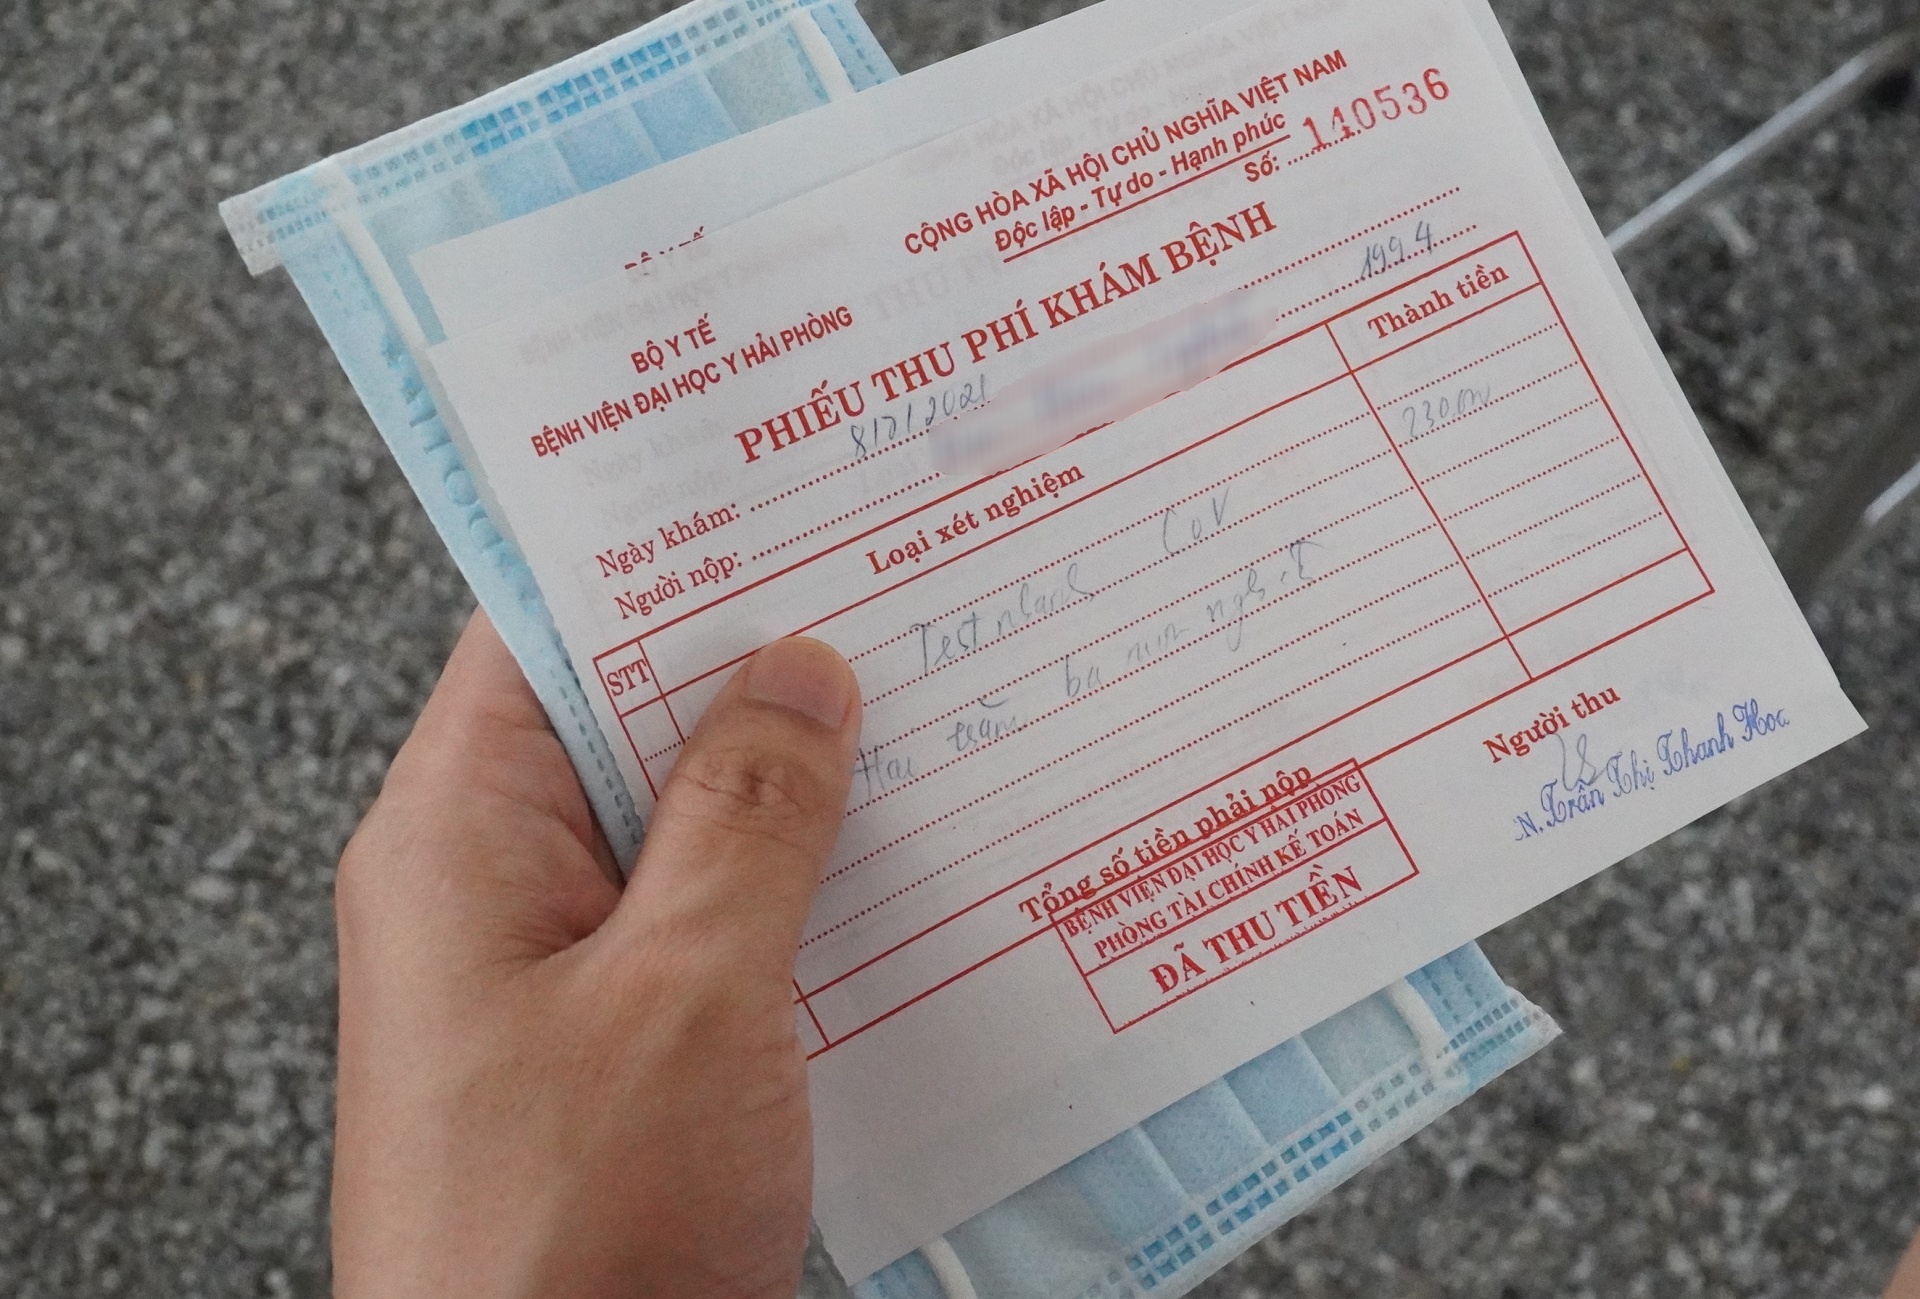 BỘ Y TẾ
BỆNH VIỆN ĐẠI HỌC Y HẢI PHÒNG
CỘNG HÒA XÃ HỘI CHỦ NGHĨA VIỆT NAM
Độc lập - Tự do - Hạnh phúc
Số: 140536
PHIẾU THU PHÍ KHÁM BỆNH
Ngày khám: 8/7/2021
Người nộp: 1994
STT Loại xét nghiệm Thành tiền
Test nhanh CoV 230.000
Hai trăm ba mươi nghìn
Tổng số tiền phải nộp
BỆNH VIỆN ĐẠI HỌC Y HẢI PHÒNG
PHÒNG TÀI CHÍNH KẾ TOÁN
ĐÃ THU TIỀN
Người thu
N. Trần Thị Thanh Hoa